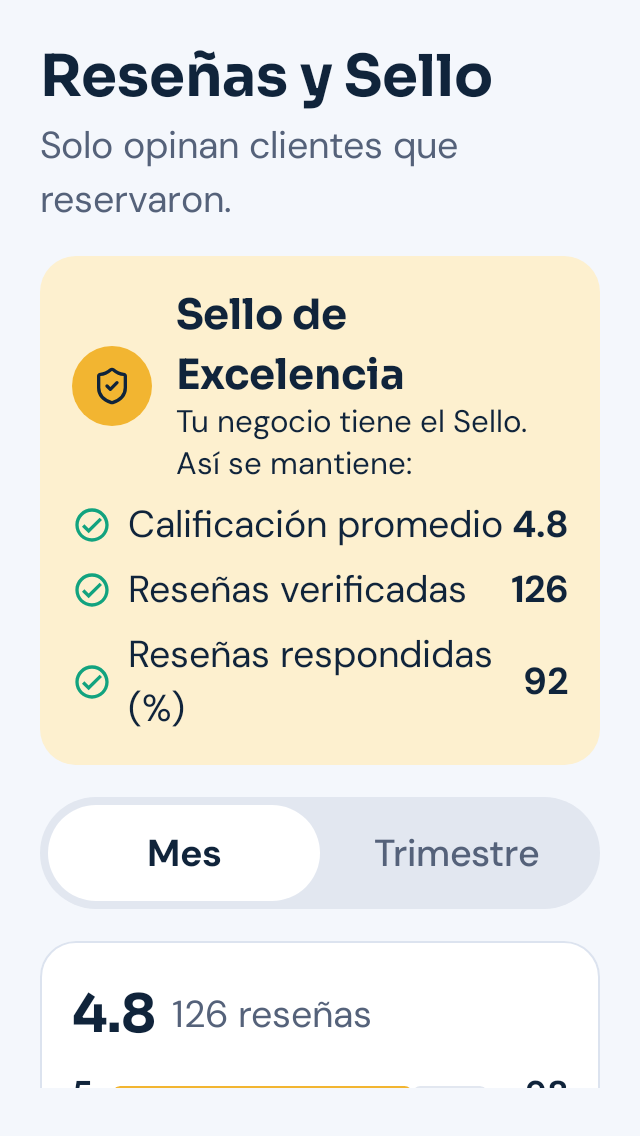 Reseñas y Sello
Solo opinan clientes que
reservaron.
Sello de
Excelencia
Tu negocio tiene el Sello.
Así se mantiene:
Calificación promedio 4.8
Reseñas verificadas 126
Reseñas respondidas
(%) 92
Mes Trimestre
4.8 126 reseñas